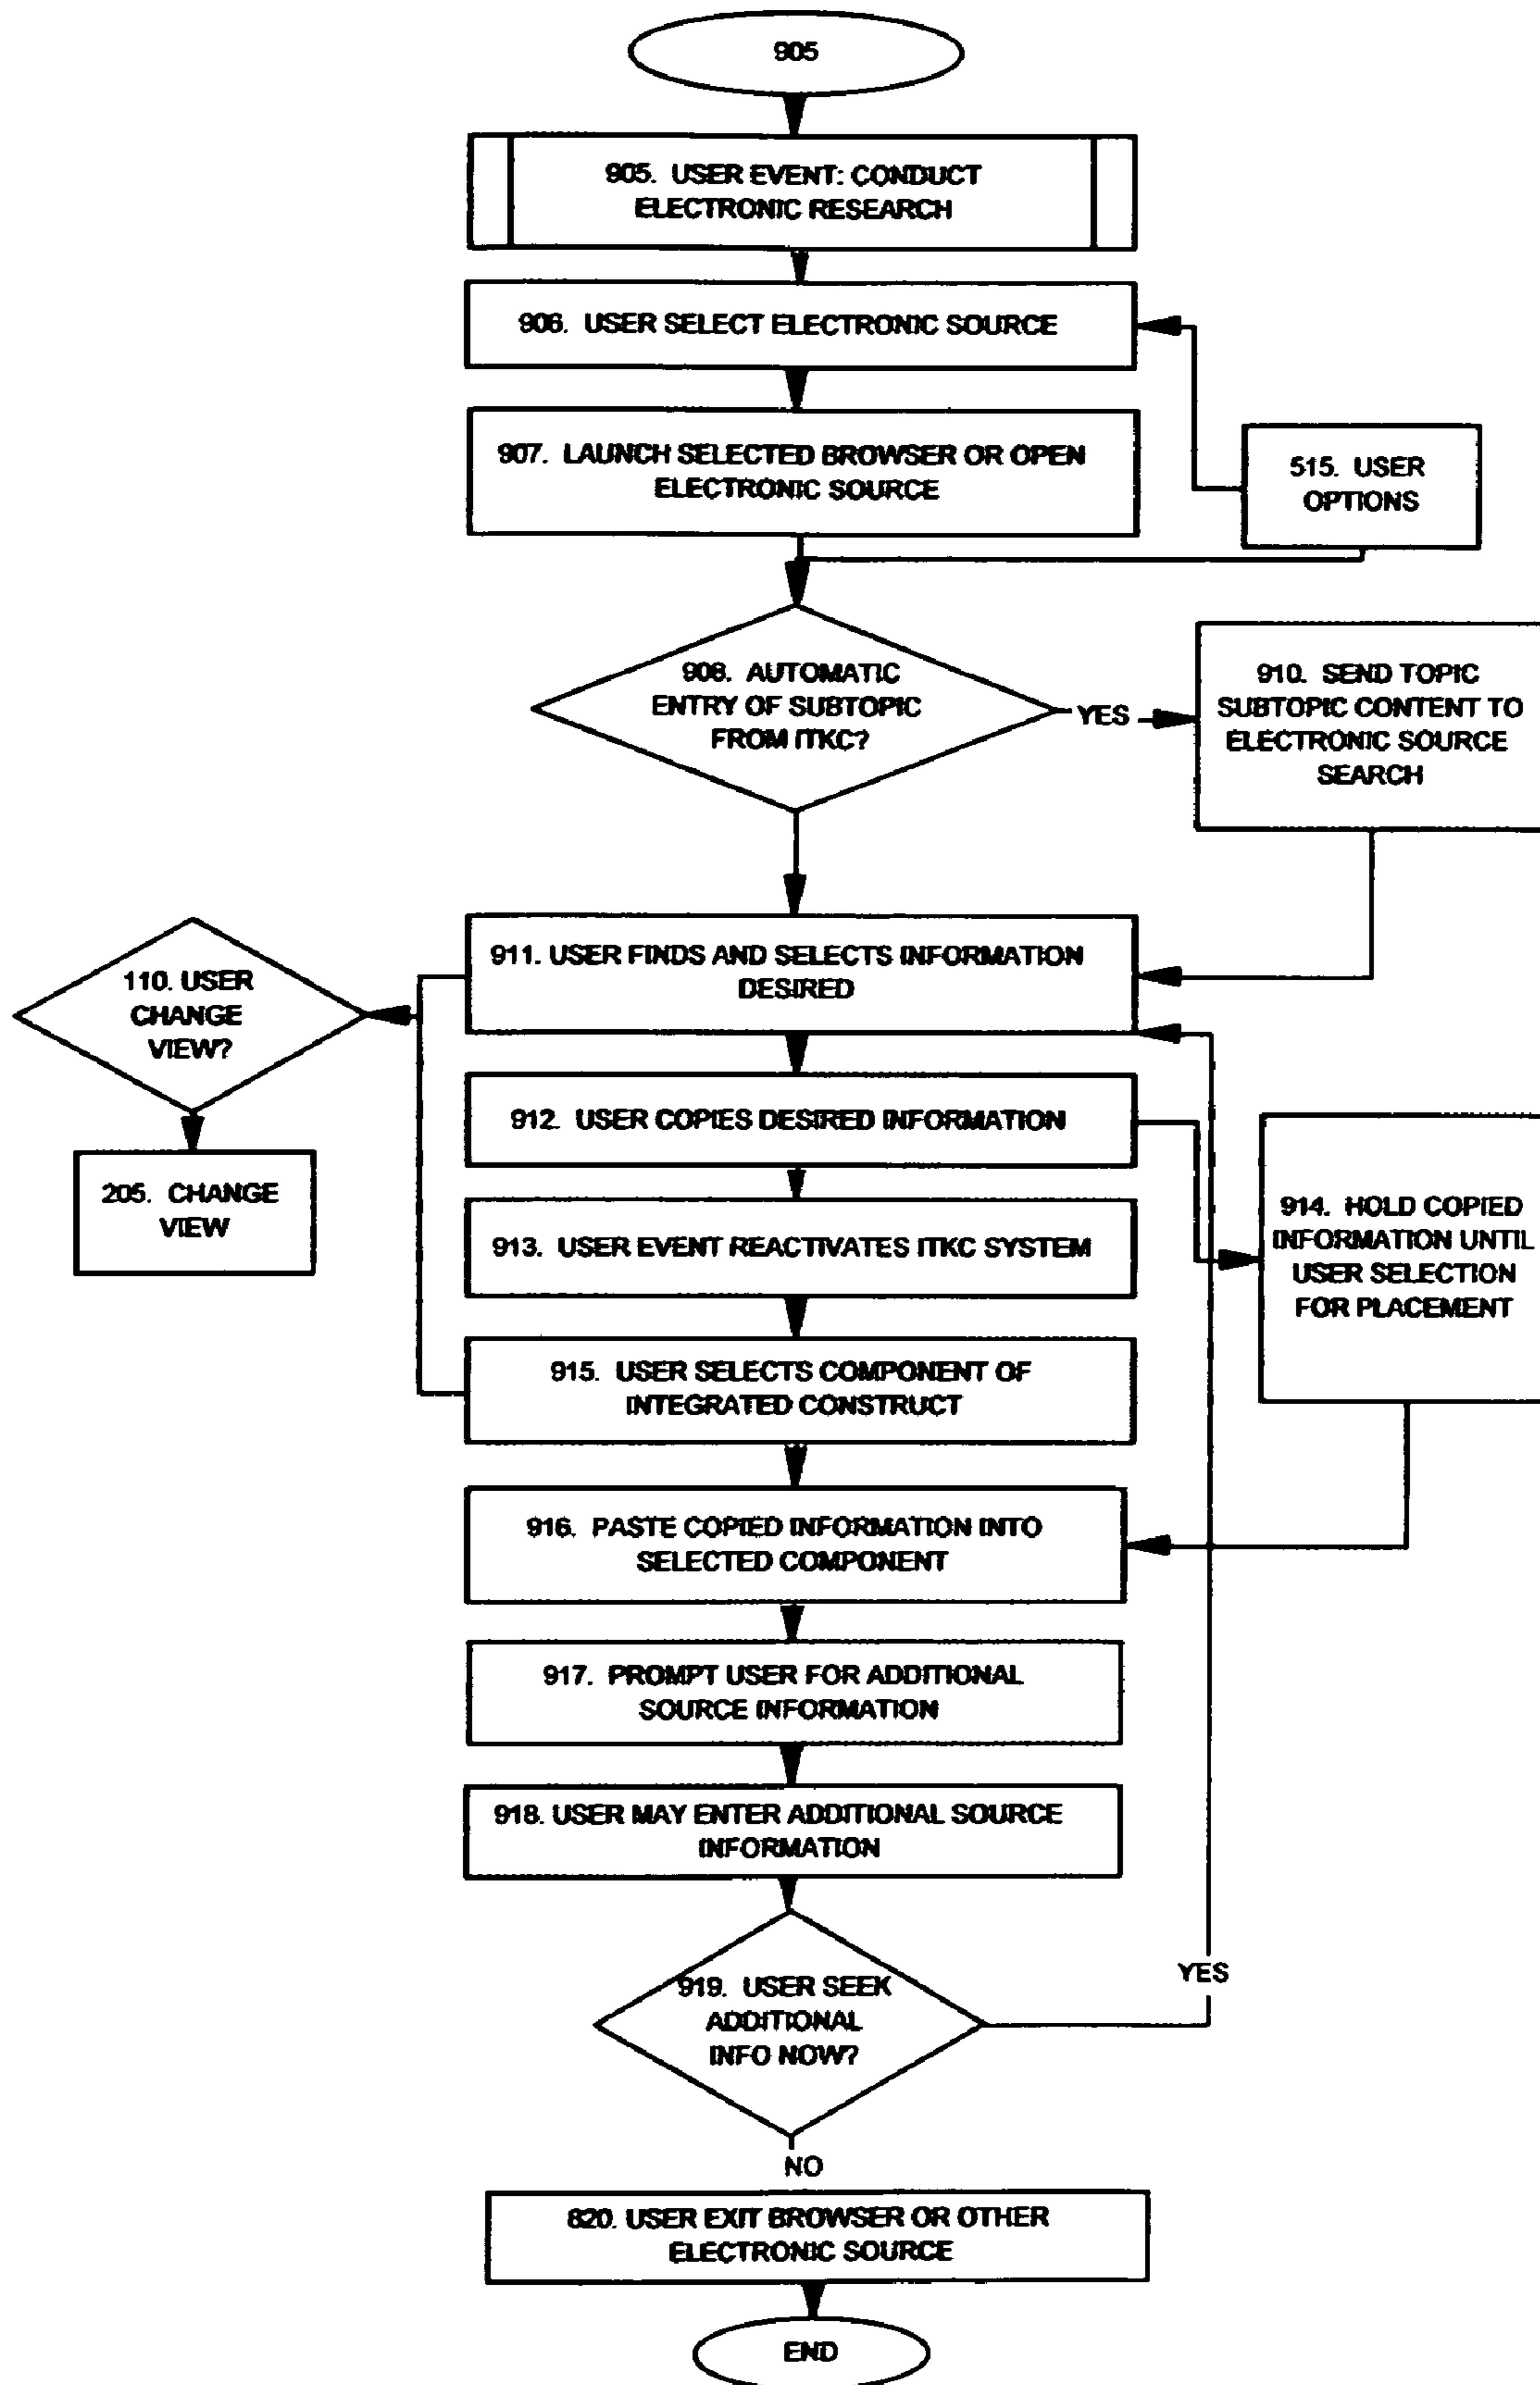 905
905. USER EVENT: CONDUCT
ELECTRONIC RESEARCH
906. USER SELECT ELECTRONIC SOURCE
907. LAUNCH SELECTED BROWSER OR OPEN
ELECTRONIC SOURCE
515. USER
OPTIONS
908. AUTOMATIC
ENTRY OF SUBTOPIC
FROM ITKC?
YES
910. SEND TOPIC
SUBTOPIC CONTENT TO
ELECTRONIC SOURCE
SEARCH
911. USER FINDS AND SELECTS INFORMATION
DESIRED
110. USER
CHANGE
VIEW?
205. CHANGE
VIEW
912. USER COPIES DESIRED INFORMATION
913. USER EVENT REACTIVATES ITKC SYSTEM
914. HOLD COPIED
INFORMATION UNTIL
USER SELECTION
FOR PLACEMENT
915. USER SELECTS COMPONENT OF
INTEGRATED CONSTRUCT
916. PASTE COPIED INFORMATION INTO
SELECTED COMPONENT
917. PROMPT USER FOR ADDITIONAL
SOURCE INFORMATION
918. USER MAY ENTER ADDITIONAL SOURCE
INFORMATION
919. USER SEEK
ADDITIONAL
INFO NOW?
YES
NO
820. USER EXIT BROWSER OR OTHER
ELECTRONIC SOURCE
END